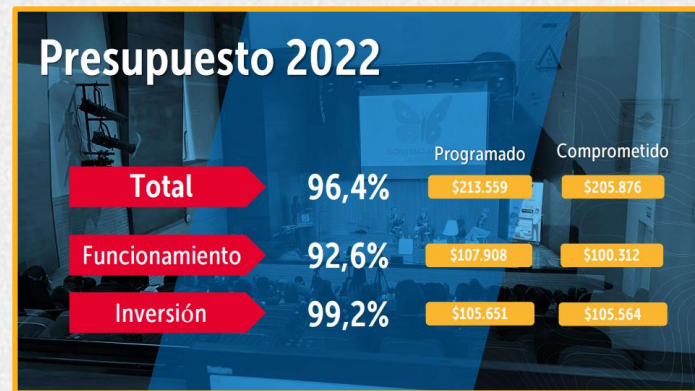 Presupuesto 2022
Programado Comprometido
Total 96,4% $213.559 $205.876
Funcionamiento 92,6% $107.908 $100.312
Inversión 99,2% $105.651 $105.564